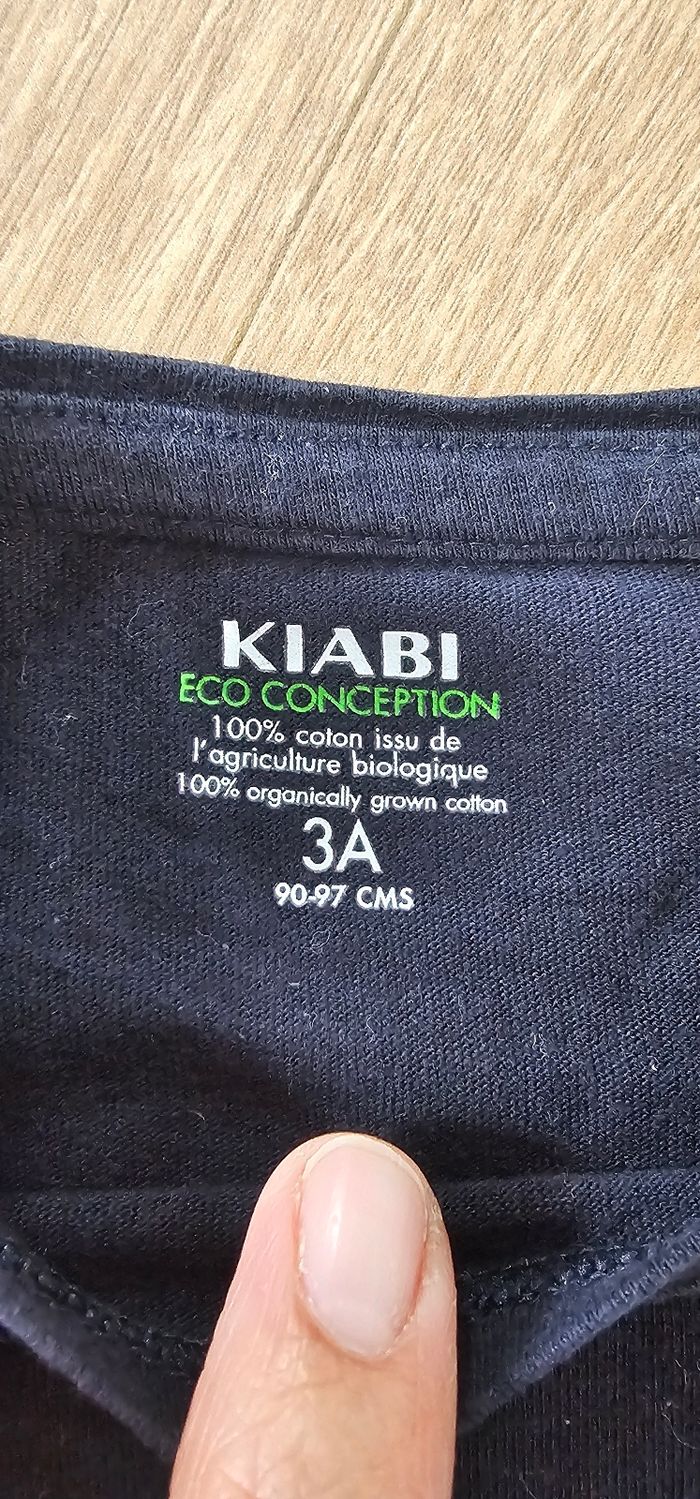 KIABI
ECO CONCEPTION
100% coton issu de
l'agriculture biologique
100% organically grown cotton
3A
90-97 CMS